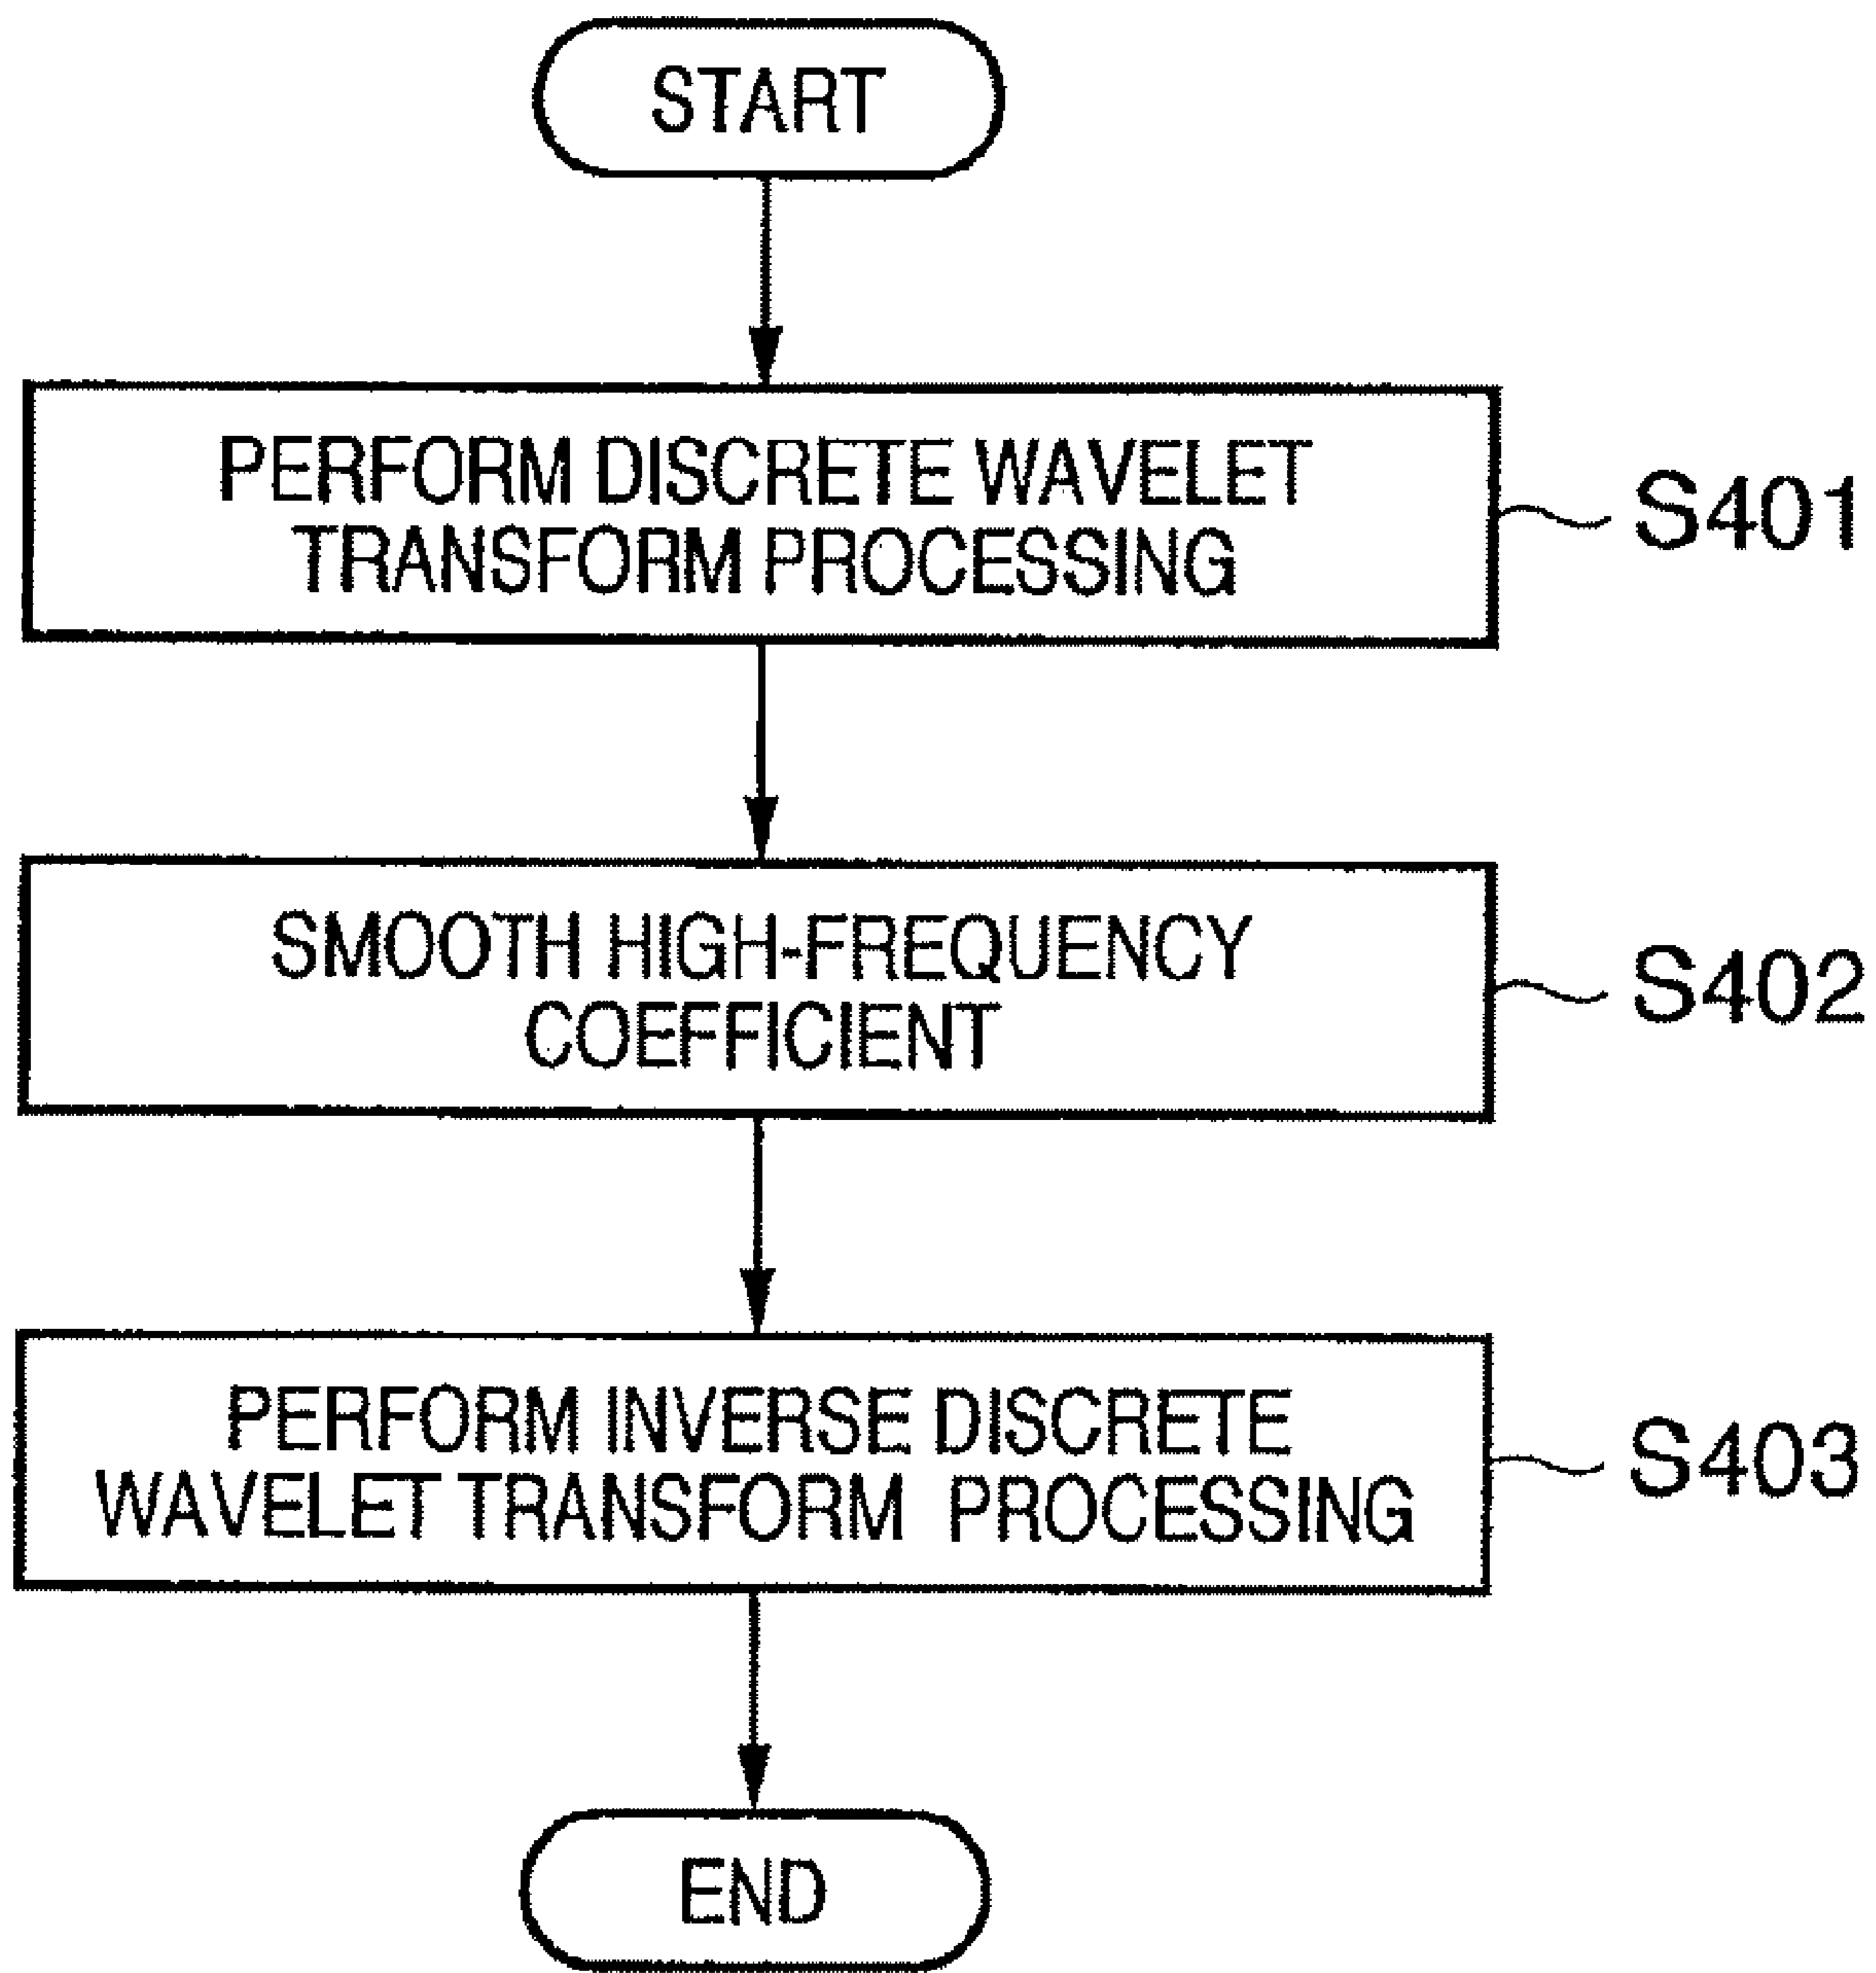 START
PERFORM DISCRETE WAVELET
TRANSFORM PROCESSING
S401
SMOOTH HIGH-FREQUENCY
COEFFICIENT
S402
PERFORM INVERSE DISCRETE
WAVELET TRANSFORM PROCESSING
S403
END